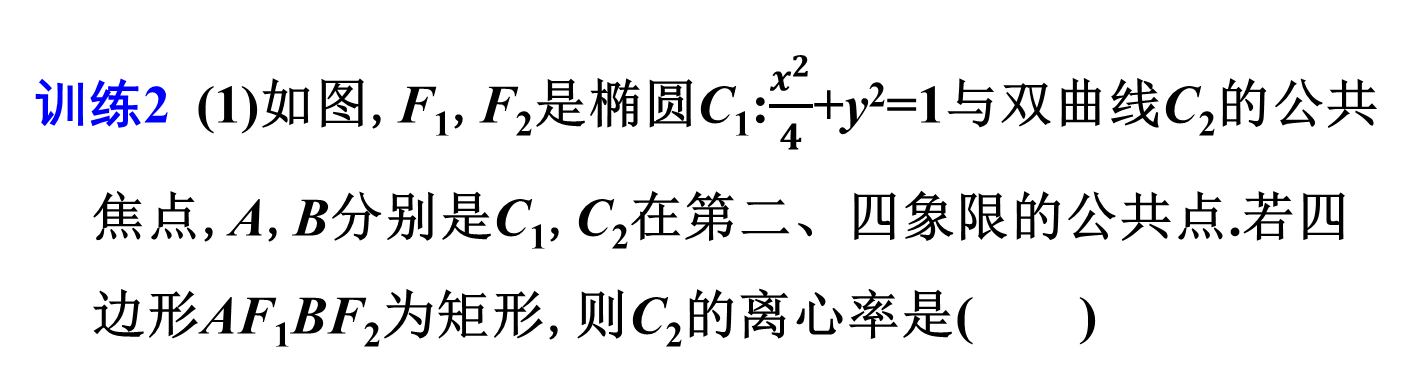 训练2 (1)如图, F₁, F₂是椭圆C₁:x²/4+y²=1与双曲线C₂的公共
焦点, A, B分别是C₁, C₂在第二、四象限的公共点.若四
边形AF₁BF₂为矩形, 则C₂的离心率是(  )